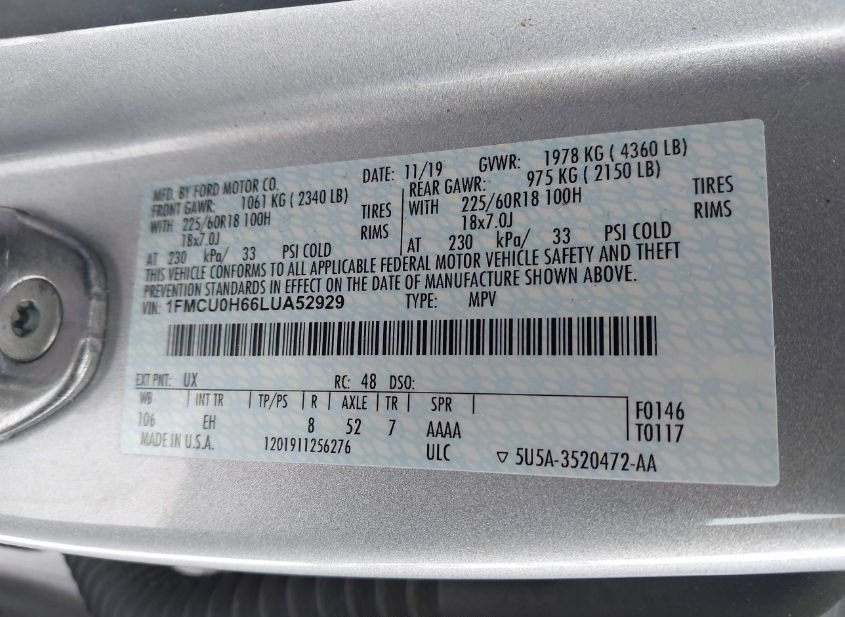 MFD. BY FORD MOTOR CO. DATE: 11/19 GVWR: 1978 KG ( 4360 LB)
FRONT GAWR: 1061 KG ( 2340 LB) REAR GAWR: 975 KG ( 2150 LB)
WITH 225/60R18 100H TIRES WITH 225/60R18 100H TIRES
18x7.0J RIMS 18x7.0J RIMS
AT 230 kPa/ 33 PSI COLD AT 230 kPa/ 33 PSI COLD
THIS VEHICLE CONFORMS TO ALL APPLICABLE FEDERAL MOTOR VEHICLE SAFETY AND THEFT
PREVENTION STANDARDS IN EFFECT ON THE DATE OF MANUFACTURE SHOWN ABOVE.
VIN: 1FMCU0H66LUA52929 TYPE: MPV
EXT PNT: UX RC: 48 DSO:
WB INT TR TP/PS R AXLE TR SPR F0146
106 EH 8 52 7 AAAA T0117
MADE IN U.S.A. 1201911256276 ULC ▽ 5U5A-3520472-AA